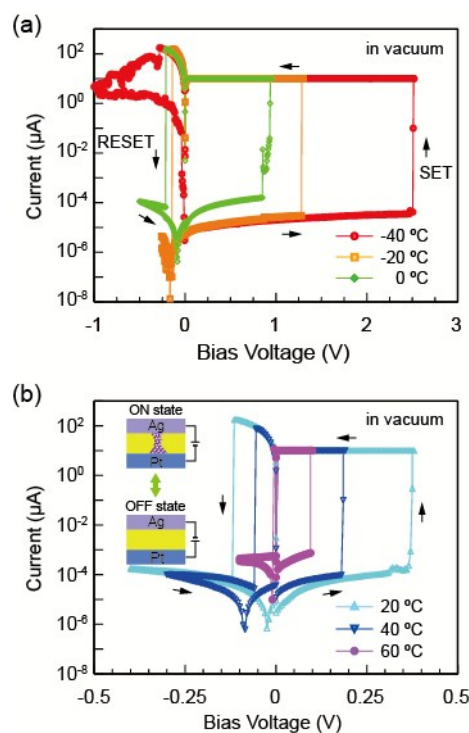 (a)
in vacuum
RESET
SET
-40 ºC
-20 ºC
0 ºC
Current (µA)
10²
10⁰
10⁻²
10⁻⁴
10⁻⁶
10⁻⁸
-1 0 1 2 3
Bias Voltage (V)
(b)
ON state
in vacuum
Ag
Pt
OFF state
Ag
Pt
20 ºC
40 ºC
60 ºC
Current (µA)
10²
10⁰
10⁻²
10⁻⁴
10⁻⁶
10⁻⁸
-0.5 -0.25 0 0.25 0.5
Bias Voltage (V)